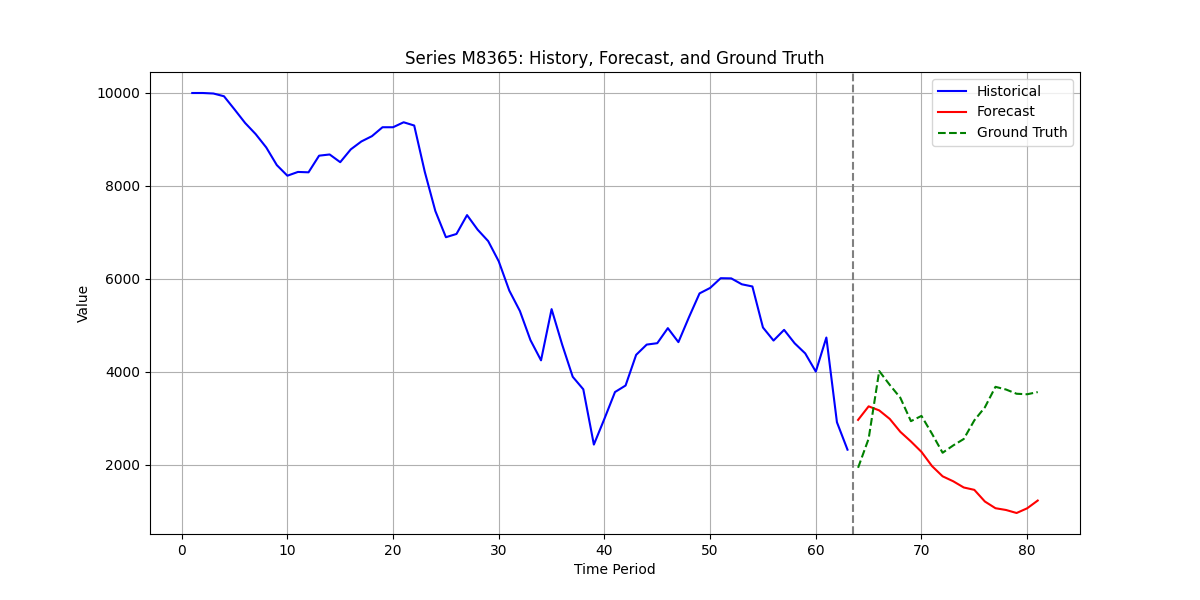 Series M8365: History, Forecast, and Ground Truth
Historical
Forecast
Ground Truth
10000
8000
6000
4000
2000
Value
0 10 20 30 40 50 60 70 80
Time Period